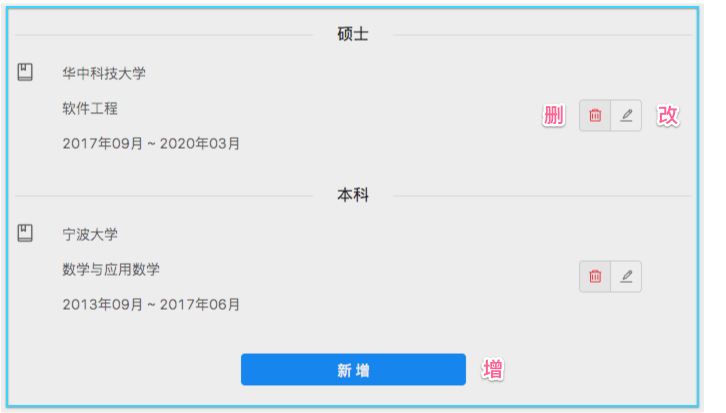 硕士
华中科技大学
软件工程
删 改
2017年09月 ~ 2020年03月
本科
宁波大学
数学与应用数学
2013年09月 ~ 2017年06月
新 增 增